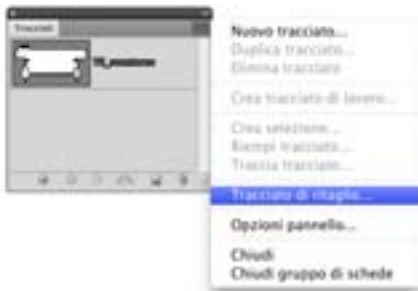 Tracciati
Nuovo tracciato...
Duplica tracciato...
Elimina tracciato
Crea tracciato di lavoro...
Crea selezione...
Riempi tracciato...
Traccia tracciato...
Tracciato di ritaglio...
Opzioni pannello...
Chiudi
Chiudi gruppo di schede